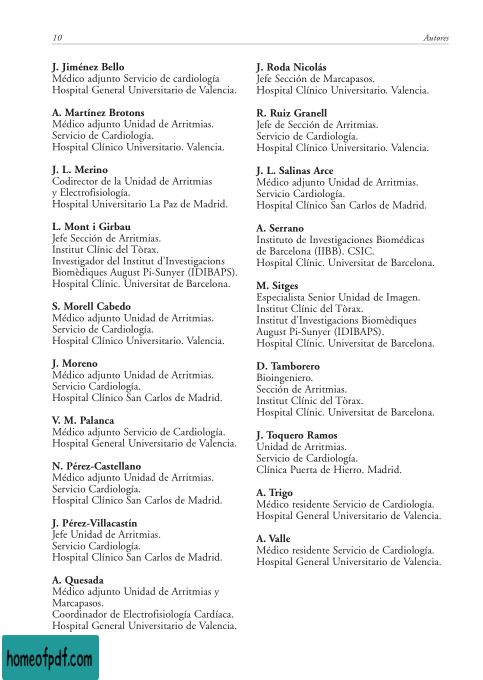 10
Autores
J. Jiménez Bello
Médico adjunto Servicio de cardiología
Hospital General Universitario de Valencia.
A. Martínez Brotons
Médico adjunto Unidad de Arritmias.
Servicio de Cardiología.
Hospital Clínico Universitario. Valencia.
J. L. Merino
Codirector de la Unidad de Arritmias
y Electrofisiología.
Hospital Universitario La Paz de Madrid.
L. Mont i Girbau
Jefe Sección de Arritmias.
Institut Clínic del Tòrax.
Investigador del Institut d'Investigacions
Biomèdiques August Pi-Sunyer (IDIBAPS).
Hospital Clínic. Universitat de Barcelona.
S. Morell Cabedo
Médico adjunto Unidad de Arritmias.
Servicio de Cardiología.
Hospital Clínico Universitario. Valencia.
J. Moreno
Médico adjunto Unidad de Arritmias.
Servicio Cardiología.
Hospital Clínico San Carlos de Madrid.
V. M. Palanca
Médico adjunto Servicio de Cardiología.
Hospital General Universitario de Valencia.
N. Pérez-Castellano
Médico adjunto Unidad de Arritmias.
Servicio Cardiología.
Hospital Clínico San Carlos de Madrid.
J. Pérez-Villacastín
Jefe Unidad de Arritmias.
Servicio Cardiología.
Hospital Clínico San Carlos de Madrid.
A. Quesada
Médico adjunto Unidad de Arritmias y
Marcapasos.
Coordinador de Electrofisiología Cardíaca.
Hospital General Universitario de Valencia.
J. Roda Nicolás
Jefe Sección de Marcapasos.
Hospital Clínico Universitario. Valencia.
R. Ruiz Granell
Jefe de Sección de Arritmias.
Servicio de Cardiología.
Hospital Clínico Universitario. Valencia.
J. L. Salinas Arce
Médico adjunto Unidad de Arritmias.
Servicio Cardiología.
Hospital Clínico San Carlos de Madrid.
A. Serrano
Instituto de Investigaciones Biomédicas
de Barcelona (IIBB). CSIC.
Hospital Clínic. Universitat de Barcelona.
M. Sitges
Especialista Senior Unidad de Imagen.
Institut Clínic del Tòrax.
Institut d'Investigacions Biomèdiques
August Pi-Sunyer (IDIBAPS).
Hospital Clínic. Universitat de Barcelona.
D. Tamborero
Bioingeniero.
Sección de Arritmias.
Institut Clínic del Tòrax.
Hospital Clínic. Universitat de Barcelona.
J. Toquero Ramos
Unidad de Arritmias.
Servicio de Cardiología.
Clínica Puerta de Hierro. Madrid.
A. Trigo
Médico residente Servicio de Cardiología.
Hospital General Universitario de Valencia.
A. Valle
Médico residente Servicio de Cardiología.
Hospital General Universitario de Valencia.
homeofpdf.com